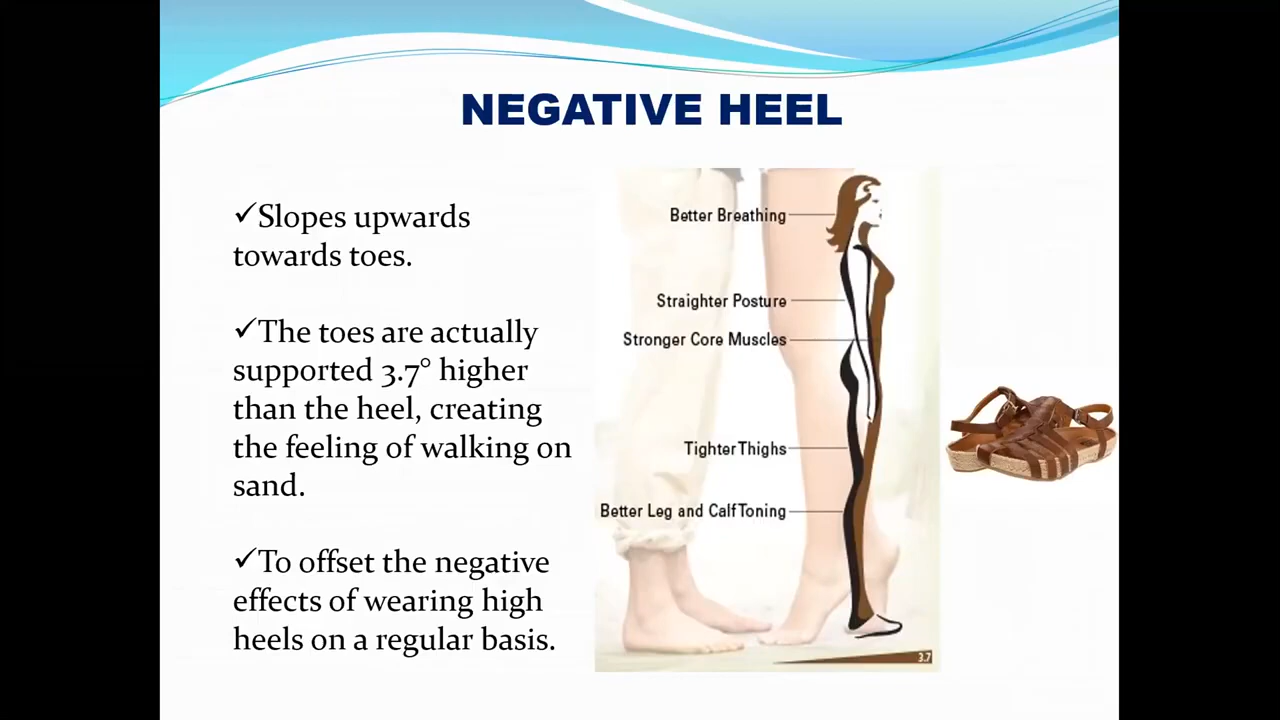 NEGATIVE HEEL
✓Slopes upwards
towards toes.
✓The toes are actually
supported 3.7° higher
than the heel, creating
the feeling of walking on
sand.
✓To offset the negative
effects of wearing high
heels on a regular basis.
Better Breathing
Straighter Posture
Stronger Core Muscles
Tighter Thighs
Better Leg and Calf Toning
3.7